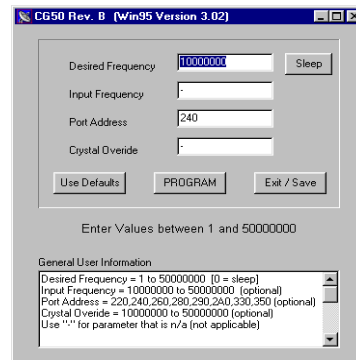 CG50 Rev. B (Win95 Version 3.02)
Desired Frequency 10000000 Sleep
Input Frequency -
Port Address 240
Crystal Overide -
Use Defaults PROGRAM Exit / Save
Enter Values between 1 and 50000000
General User Information
Desired Frequency = 1 to 50000000 [0 = sleep]
Input Frequency = 10000000 to 50000000 (optional)
Port Address = 220,240,260,280,290,2A0,330,350 (optional)
Crystal Overide = 10000000 to 50000000 (optional)
Use "-" for parameter that is n/a (not applicable)